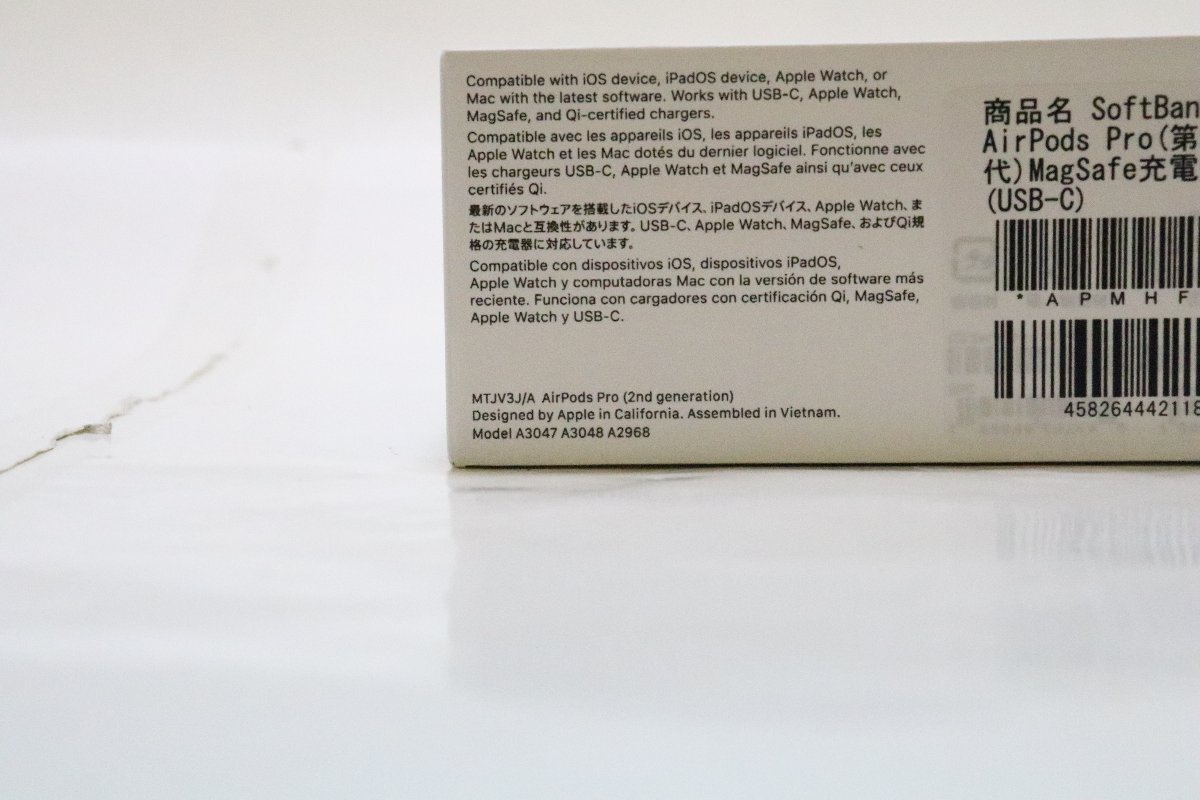 Compatible with iOS device, iPadOS device, Apple Watch, or
Mac with the latest software. Works with USB-C, Apple Watch,
MagSafe, and Qi-certified chargers.
Compatible avec les appareils iOS, les appareils iPadOS, les
Apple Watch et les Mac dotés du dernier logiciel. Fonctionne avec
les chargeurs USB-C, Apple Watch et MagSafe ainsi qu'avec ceux
certifiés Qi.
最新のソフトウェアを搭載したiOSデバイス、iPadOSデバイス、Apple Watch、ま
たはMacと互換性があります。USB-C、Apple Watch、MagSafe、およびQi規
格の充電器に対応しています。
Compatible con dispositivos iOS, dispositivos iPadOS,
Apple Watch y computadoras Mac con la versión de software más
reciente. Funciona con cargadores con certificación Qi, MagSafe,
Apple Watch y USB-C.
MTJV3J/A AirPods Pro (2nd generation)
Designed by Apple in California. Assembled in Vietnam.
Model A3047 A3048 A2968
商品名 SoftBan
AirPods Pro(第
代)MagSafe充電
(USB-C)
*APMHF
458264442118